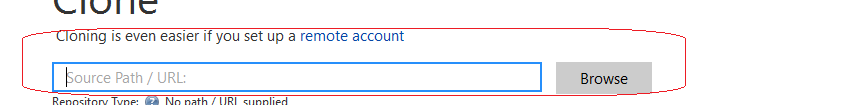 Clone
Cloning is even easier if you set up a remote account
Source Path / URL:
Browse
Repository Type: ? No path / URL supplied